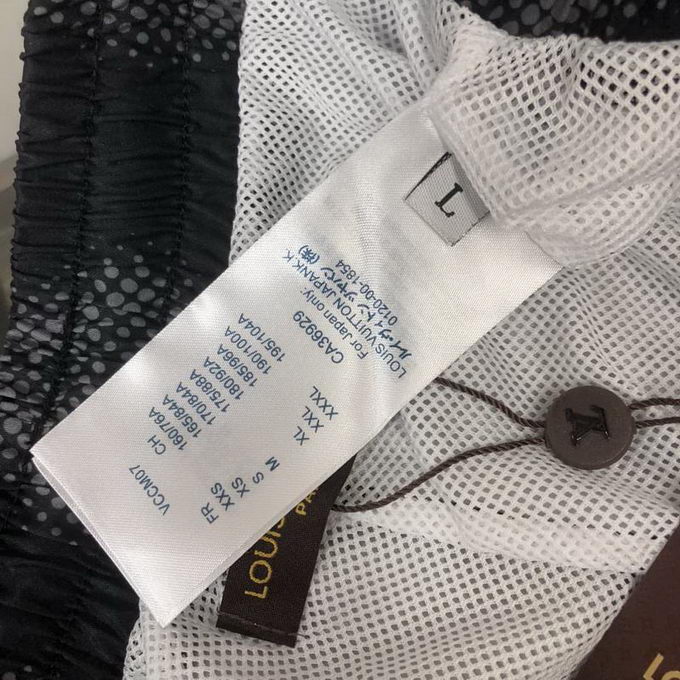 L
VCCM07
FR CH
XXS 160/76A
XS 165/84A
S 170/84A
M 175/88A
180/92A
XL 185/96A
XXL 190/100A
XXXL 195/104A
CA36929
For Japan only:
LOUIS VUITTON JAPAN K.K
ルイ・ヴィトン ジャパン (株)
0120-00-1854
LOUIS